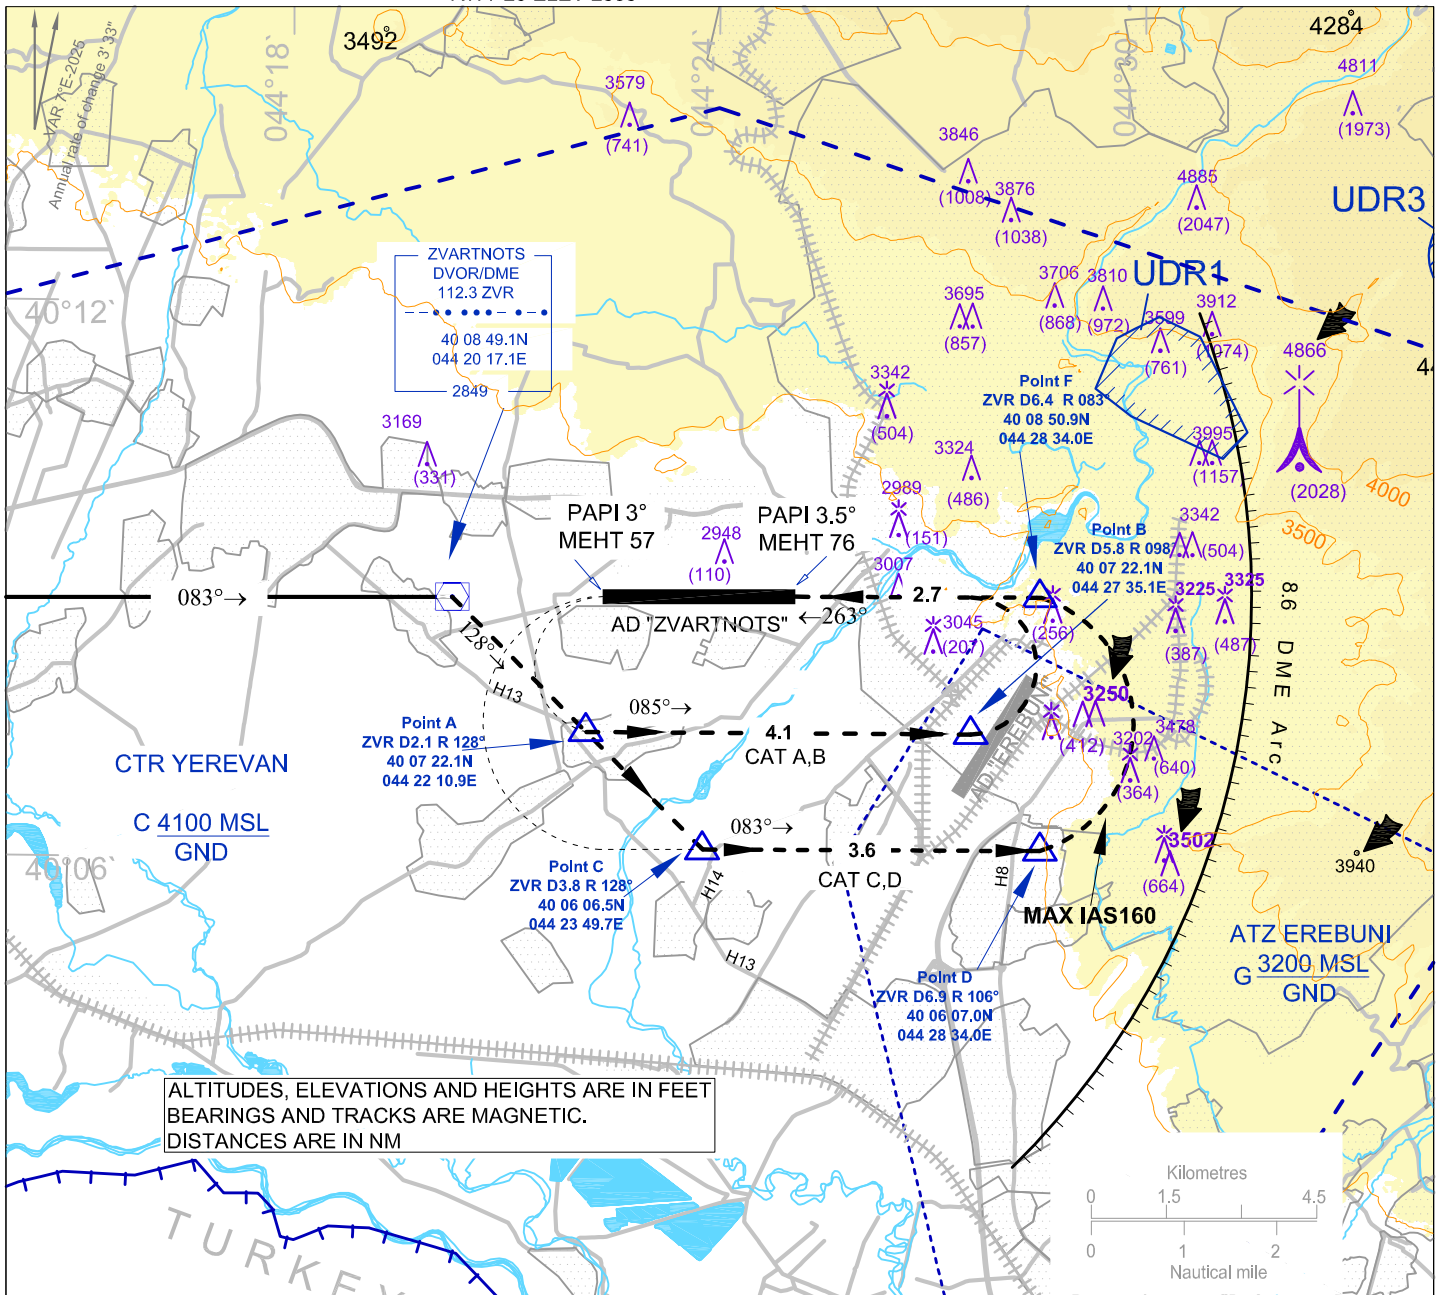 3492
4284
VAR 7°E-2025
Annual rate of change 3' 33"
044°18`
044°24`
3579
(741)
4811
(1973)
3846
(1008)
3876
(1038)
4885
(2047)
UDR3
UDR1
ZVARTNOTS
DVOR/DME
112.3 ZVR
40 08 49.1N
044 20 17.1E
2849
40°12`
3706
(868)
3810
(972)
3695
(857)
3599
(761)
3912
(1074)
4866
(2028)
3342
(504)
Point F
ZVR D6.4 R 083°
40 08 50.9N
044 28 34.0E
3169
(331)
3324
(486)
3995
(1157)
4000
3500
2989
(151)
PAPI 3°
MEHT 57
PAPI 3.5°
MEHT 76
2948
(110)
3007
Point B
ZVR D5.8 R 098°
40 07 22.1N
044 27 35.1E
3342
(504)
3225
(387)
3325
(487)
8.6 DME Arc
083°→
2.7
AD "ZVARTNOTS"
←263°
3045
(207)
(256)
128°→
H13
085°→
4.1
CAT A,B
Point A
ZVR D2.1 R 128°
40 07 22.1N
044 22 10.9E
AD "EREBUNI"
3250
(412)
3202
(364)
3478
(640)
CTR YEREVAN
C 4100 MSL
GND
40°06`
083°→
3.6
CAT C,D
3502
(664)
3940
Point C
ZVR D3.8 R 128°
40 06 06.5N
044 23 49.7E
H14
H8
H13
MAX IAS160
ATZ EREBUNI
G 3200 MSL
GND
Point D
ZVR D6.9 R 106°
40 06 07.0N
044 28 34.0E
ALTITUDES, ELEVATIONS AND HEIGHTS ARE IN FEET
BEARINGS AND TRACKS ARE MAGNETIC.
DISTANCES ARE IN NM
Kilometres
0 1.5 4.5
0 1 2
Nautical mile
TURKEY